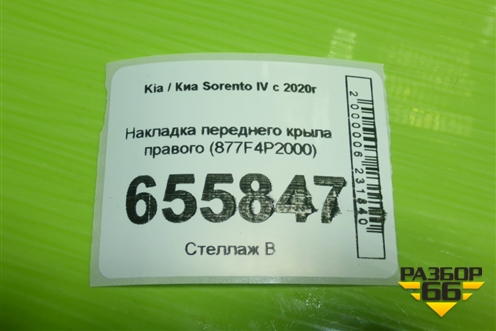 Kia / Киа Sorento IV с 2020г
Накладка переднего крыла
правого (877F4P2000)
655847
Стеллаж В
2000006231840
РАЗБОР
66